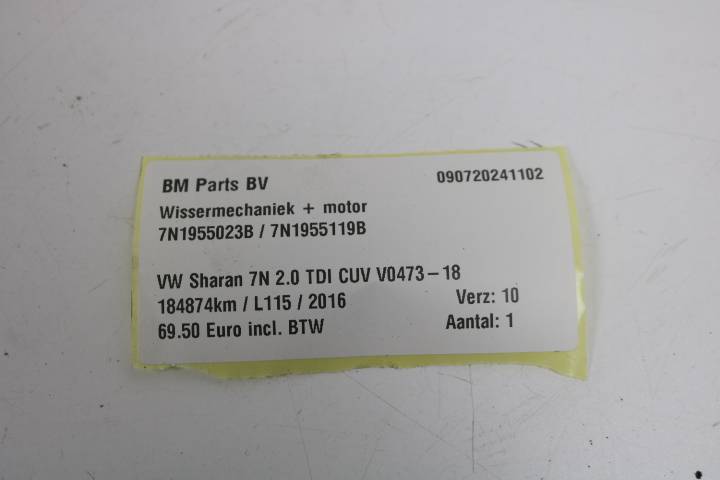 BM Parts BV 090720241102
Wissermechaniek + motor
7N1955023B / 7N1955119B
VW Sharan 7N 2.0 TDI CUV V0473-18
184874km / L115 / 2016 Verz: 10
69.50 Euro incl. BTW Aantal: 1